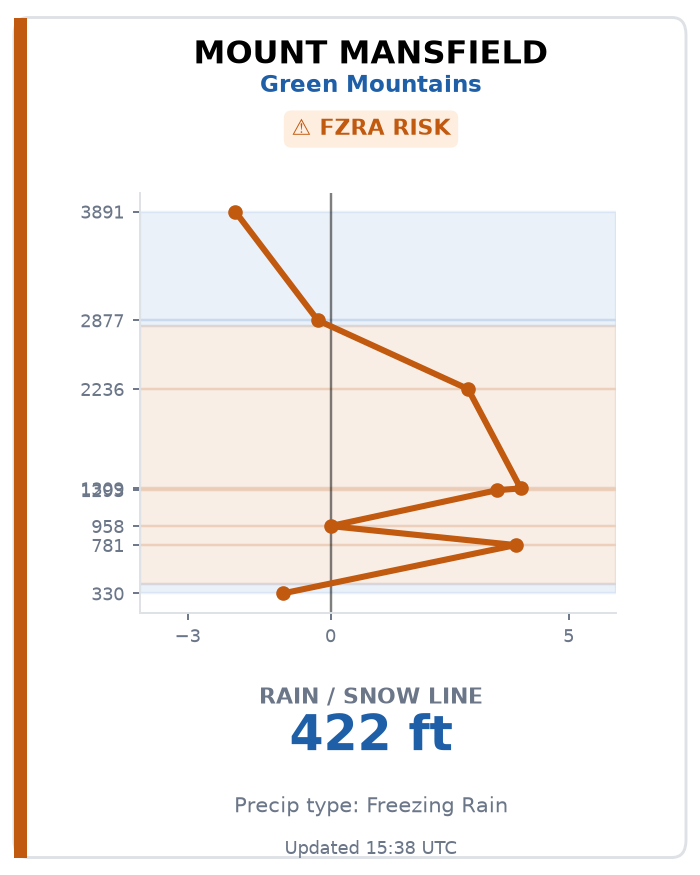 MOUNT MANSFIELD
Green Mountains
⚠ FZRA RISK
3891
2877
2236
958
781
330
−3 0 5
RAIN / SNOW LINE
422 ft
Precip type: Freezing Rain
Updated 15:38 UTC